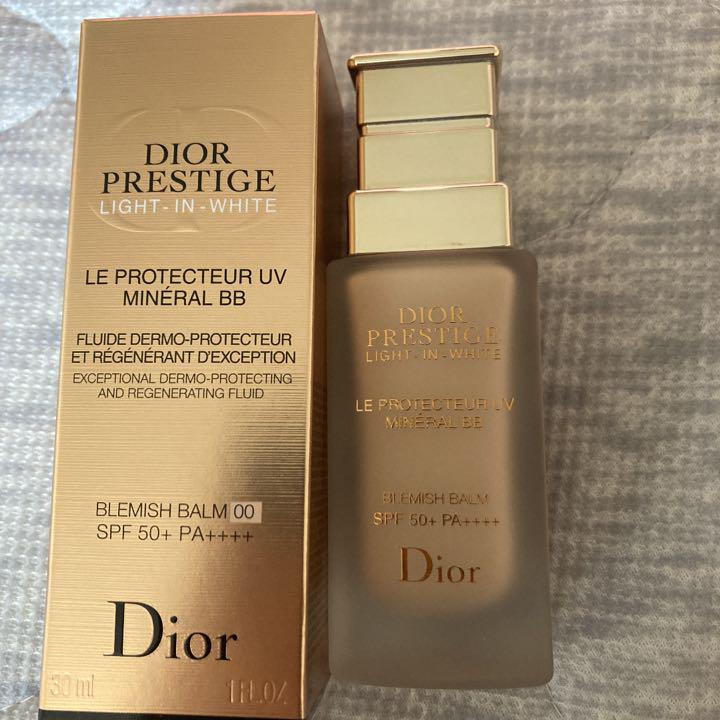 DIOR
PRESTIGE
LIGHT-IN-WHITE
LE PROTECTEUR UV
MINÉRAL BB
FLUIDE DERMO-PROTECTEUR
ET RÉGÉNÉRANT D'EXCEPTION
EXCEPTIONAL DERMO-PROTECTING
AND REGENERATING FLUID
BLEMISH BALM 00
SPF 50+ PA++++
Dior
30 ml 1 FL.OZ
DIOR
PRESTIGE
LIGHT-IN-WHITE
LE PROTECTEUR UV
MINÉRAL BB
BLEMISH BALM
SPF 50+ PA++++
Dior